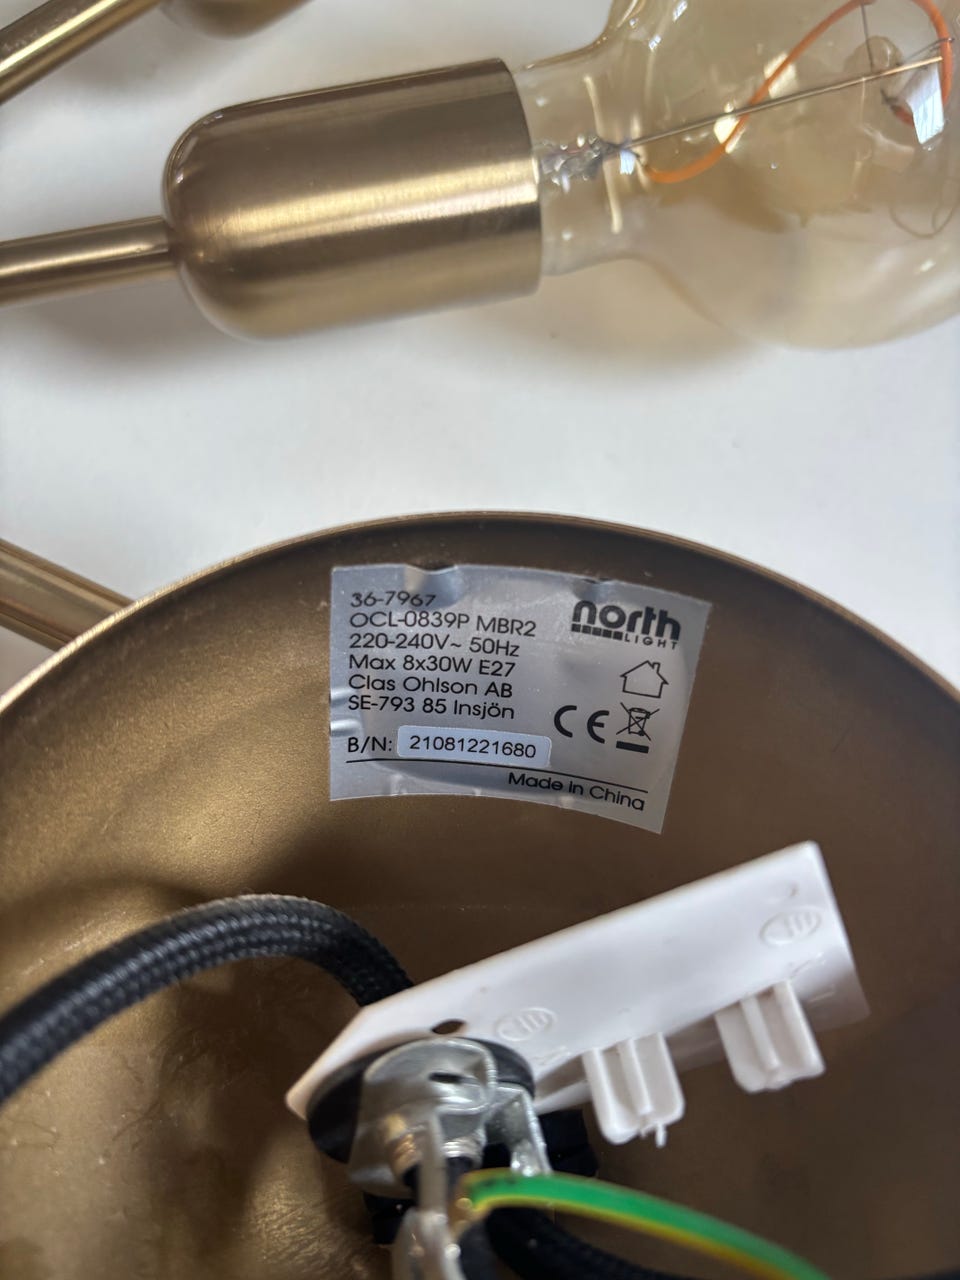 36-7967
OCL-0839P MBR2
220-240V~ 50Hz
Max 8x30W E27
Clas Ohlson AB
SE-793 85 Insjön
north
LIGHT
CE
B/N: 21081221680
Made in China